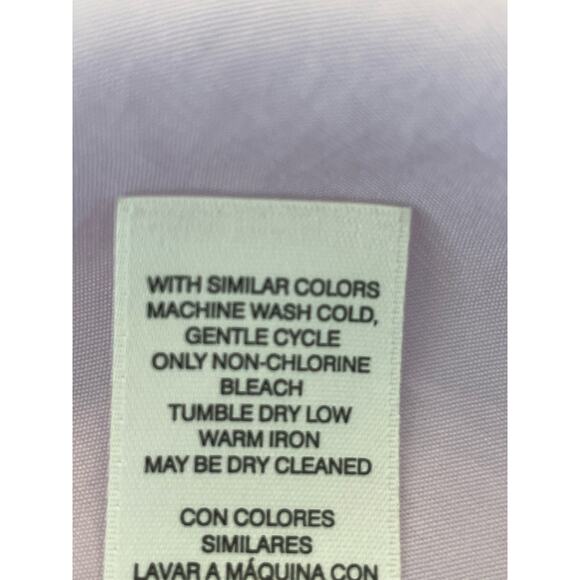 WITH SIMILAR COLORS
MACHINE WASH COLD,
GENTLE CYCLE
ONLY NON-CHLORINE
BLEACH
TUMBLE DRY LOW
WARM IRON
MAY BE DRY CLEANED
CON COLORES
SIMILARES
LAVAR A MÁQUINA CON